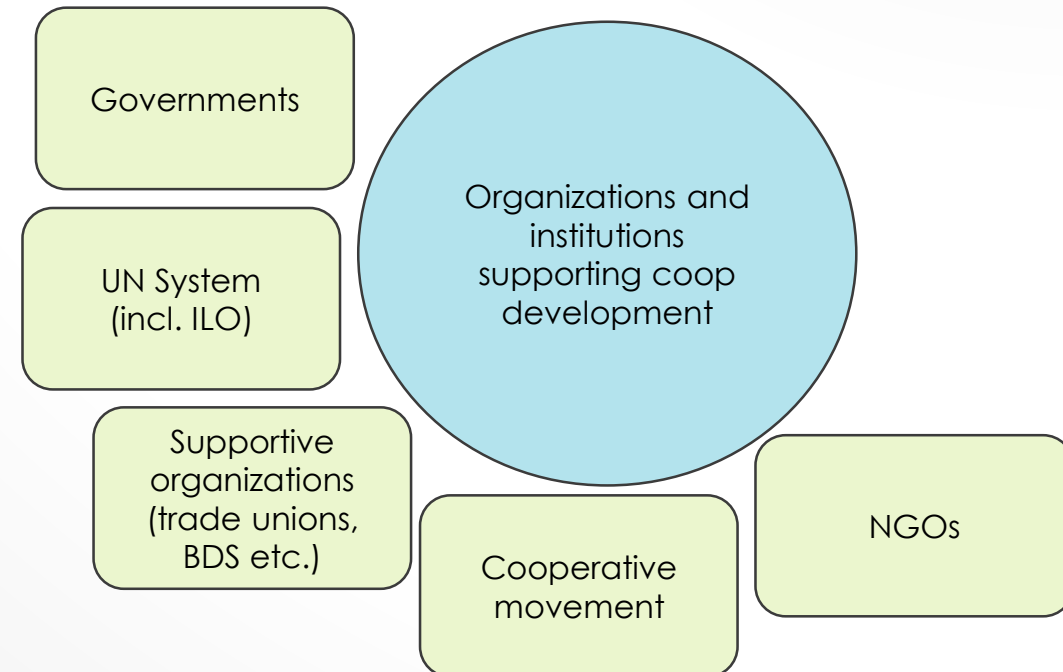 Governments
Organizations and
institutions
supporting coop
development
UN System
(incl. ILO)
Supportive
organizations
(trade unions,
BDS etc.)
Cooperative
movement
NGOs